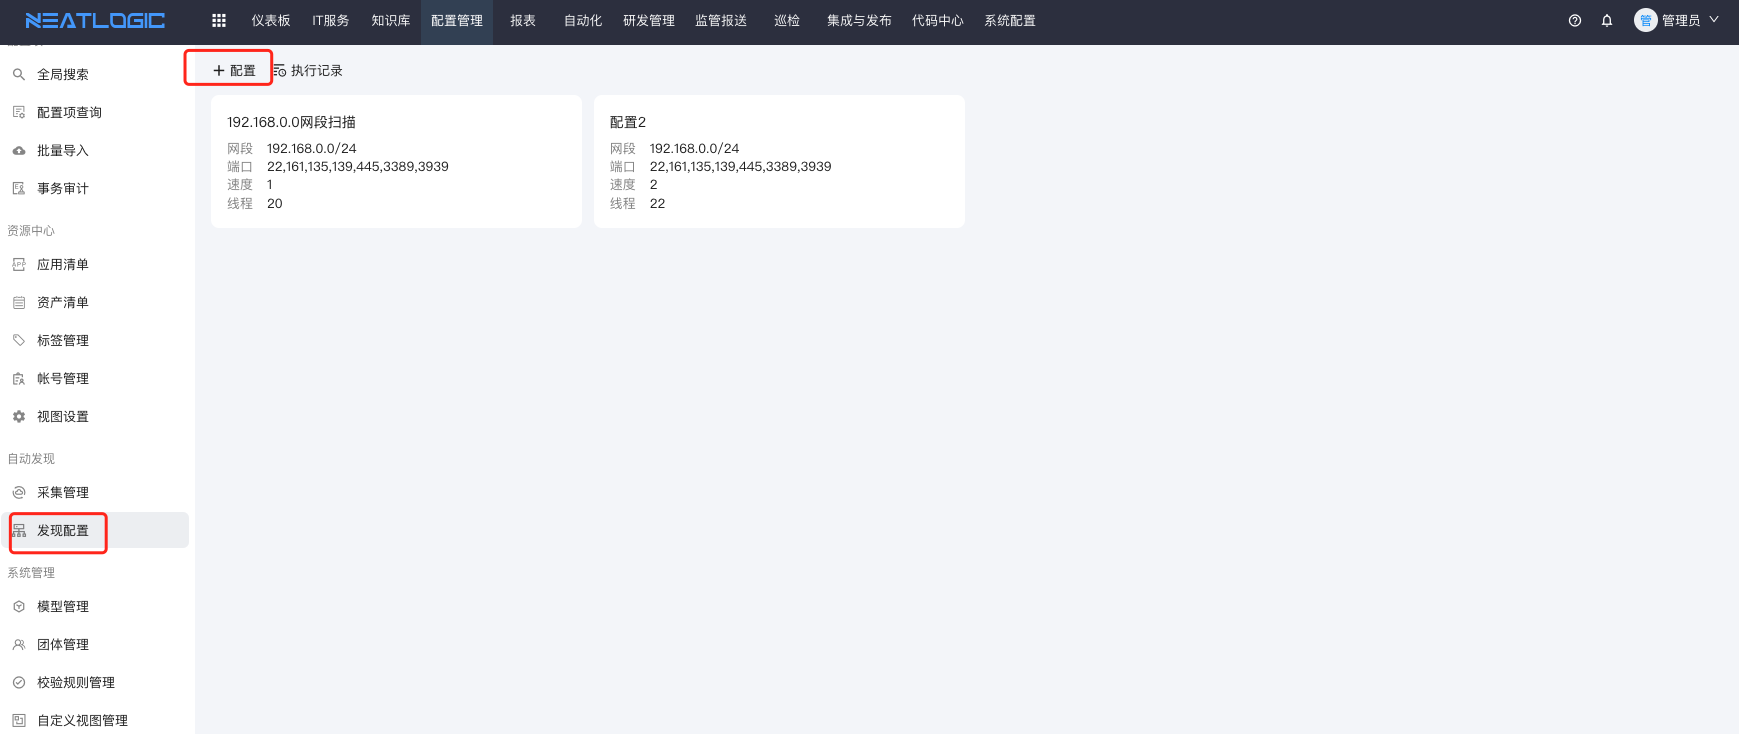 NEATLOGIC 仪表板 IT服务 知识库 配置管理 报表 自动化 研发管理 监管报送 巡检 集成与发布 代码中心 系统配置 管 管理员
全局搜索
配置项查询
批量导入
事务审计
资源中心
应用清单
资产清单
标签管理
帐号管理
视图设置
自动发现
采集管理
发现配置
系统管理
模型管理
团体管理
校验规则管理
自定义视图管理
配置 执行记录
192.168.0.0网段扫描
网段 192.168.0.0/24
端口 22,161,135,139,445,3389,3939
速度 1
线程 20
配置2
网段 192.168.0.0/24
端口 22,161,135,139,445,3389,3939
速度 2
线程 22